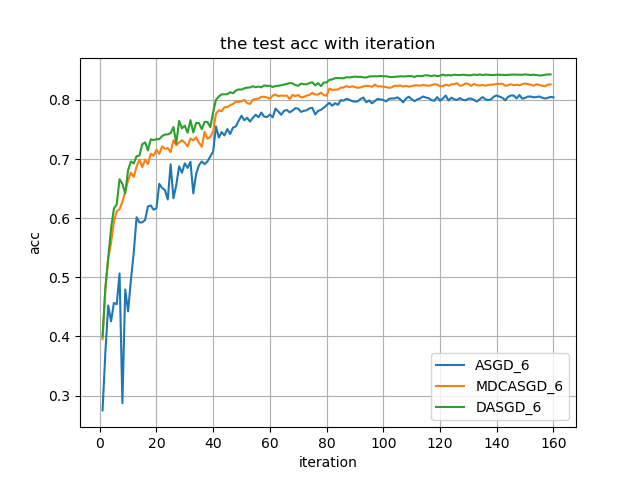 the test acc with iteration
acc
0.8
0.7
0.6
0.5
0.4
0.3
ASGD_6
MDCASGD_6
DASGD_6
0 20 40 60 80 100 120 140 160
iteration